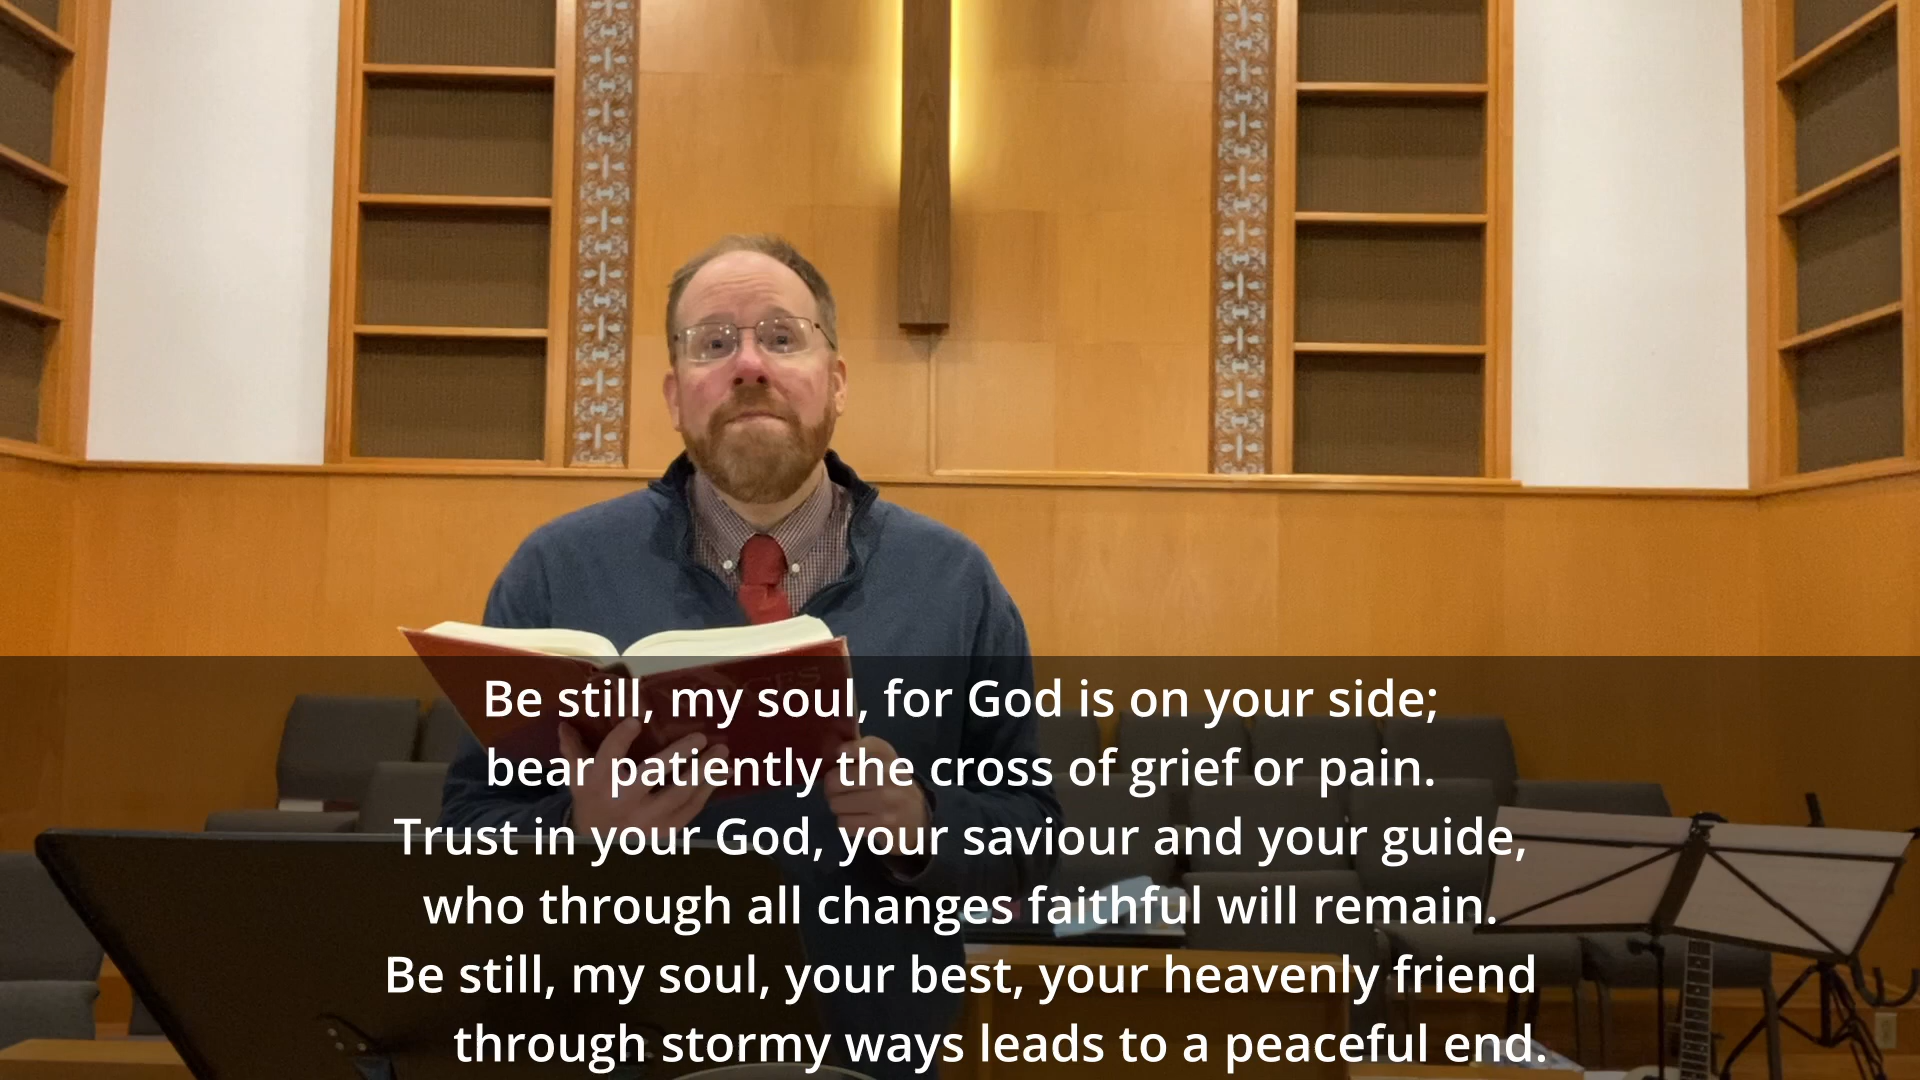 Be still, my soul, for God is on your side;
bear patiently the cross of grief or pain.
Trust in your God, your saviour and your guide,
who through all changes faithful will remain.
Be still, my soul, your best, your heavenly friend
through stormy ways leads to a peaceful end.